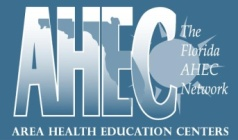 AHEC
The
Florida
AHEC
Network
AREA HEALTH EDUCATION CENTERS